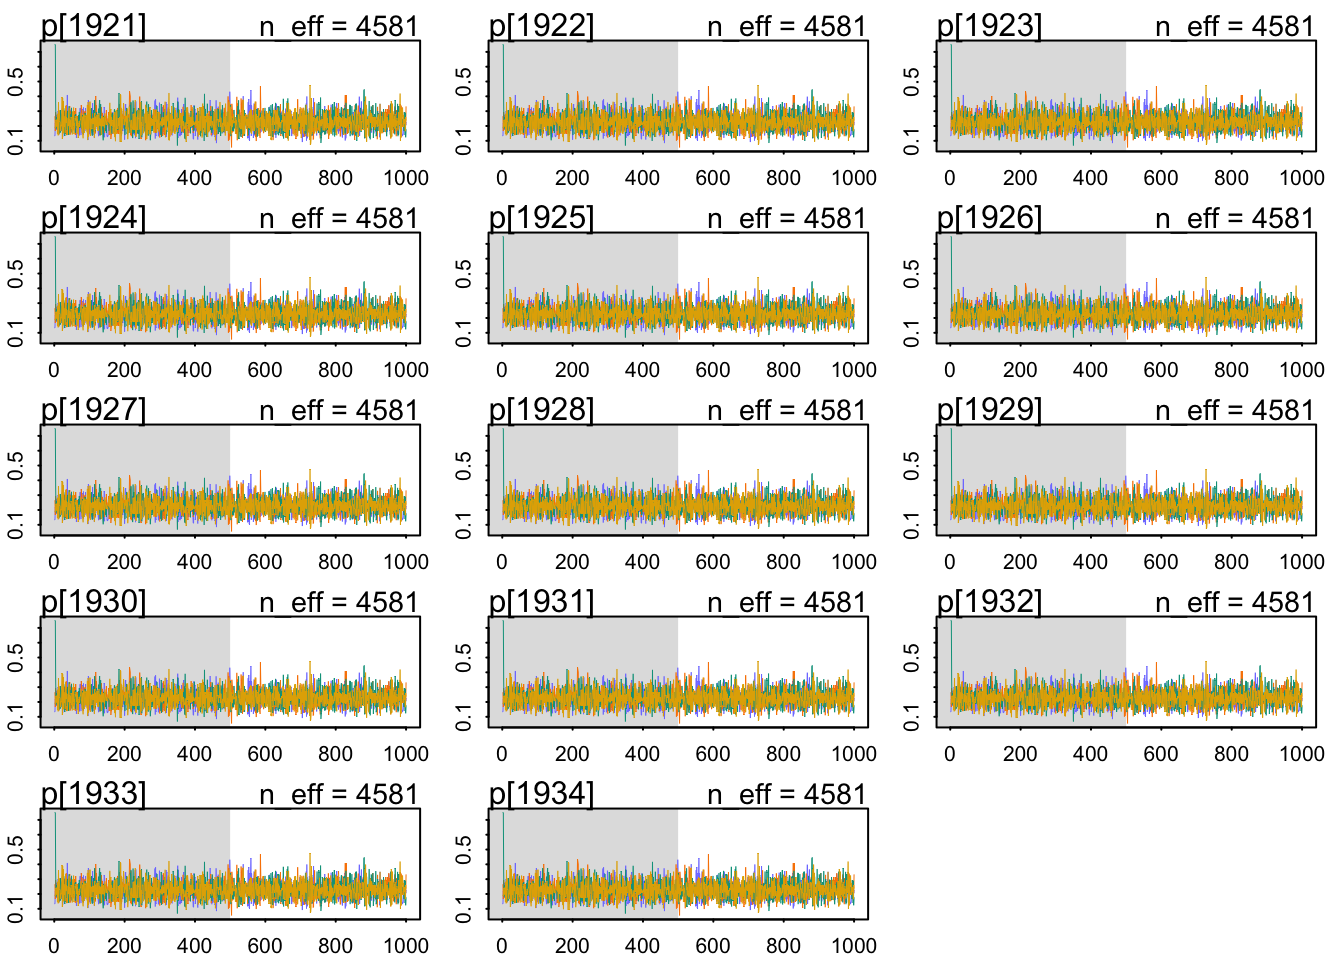 p[1921] n_eff = 4581 p[1922] n_eff = 4581 p[1923] n_eff = 4581
0.5 0.5 0.5
0.1 0.1 0.1
0 200 400 600 800 1000 0 200 400 600 800 1000 0 200 400 600 800 1000
p[1924] n_eff = 4581 p[1925] n_eff = 4581 p[1926] n_eff = 4581
0.5 0.5 0.5
0.1 0.1 0.1
0 200 400 600 800 1000 0 200 400 600 800 1000 0 200 400 600 800 1000
p[1927] n_eff = 4581 p[1928] n_eff = 4581 p[1929] n_eff = 4581
0.5 0.5 0.5
0.1 0.1 0.1
0 200 400 600 800 1000 0 200 400 600 800 1000 0 200 400 600 800 1000
p[1930] n_eff = 4581 p[1931] n_eff = 4581 p[1932] n_eff = 4581
0.5 0.5 0.5
0.1 0.1 0.1
0 200 400 600 800 1000 0 200 400 600 800 1000 0 200 400 600 800 1000
p[1933] n_eff = 4581 p[1934] n_eff = 4581
0.5 0.5
0.1 0.1
0 200 400 600 800 1000 0 200 400 600 800 1000